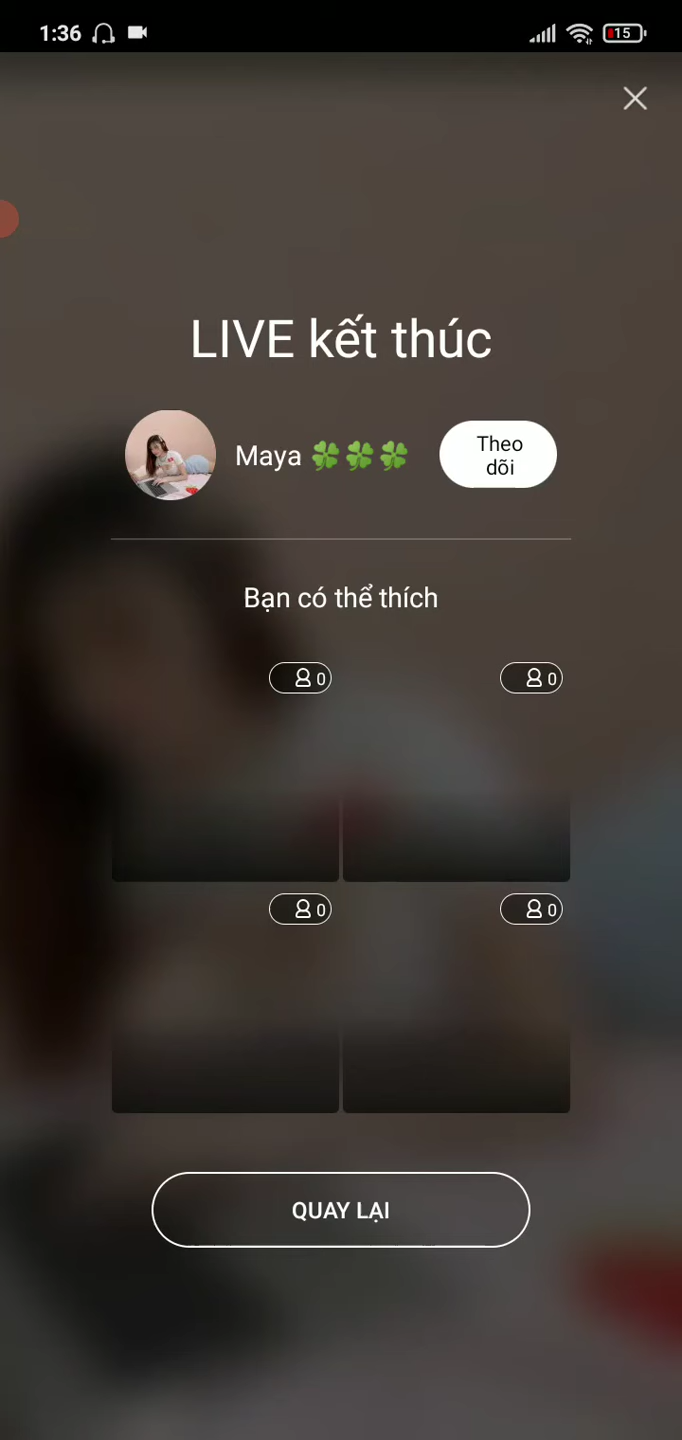 1:36
15
LIVE kết thúc
Maya 🍀🍀🍀
Theo
dõi
Bạn có thể thích
0
0
0
0
QUAY LẠI